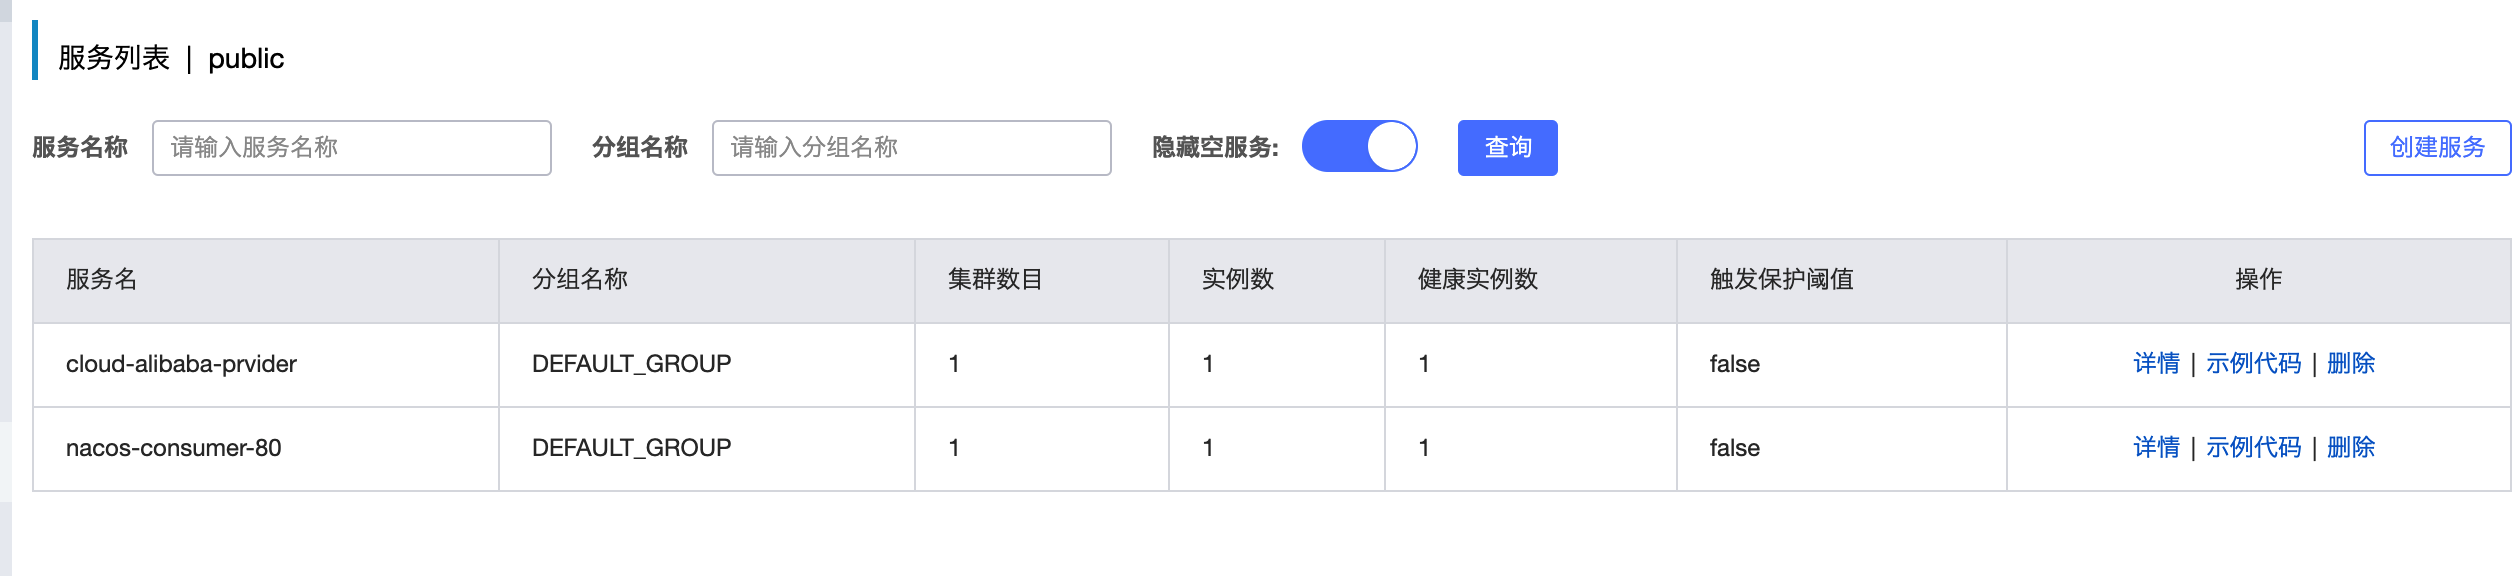 服务列表 | public
服务名称 请输入服务名称 分组名称 请输入分组名称 隐藏空服务: 查询 创建服务
服务名 分组名称 集群数目 实例数 健康实例数 触发保护阈值 操作
cloud-alibaba-prvider DEFAULT_GROUP 1 1 1 false 详情 | 示例代码 | 删除
nacos-consumer-80 DEFAULT_GROUP 1 1 1 false 详情 | 示例代码 | 删除